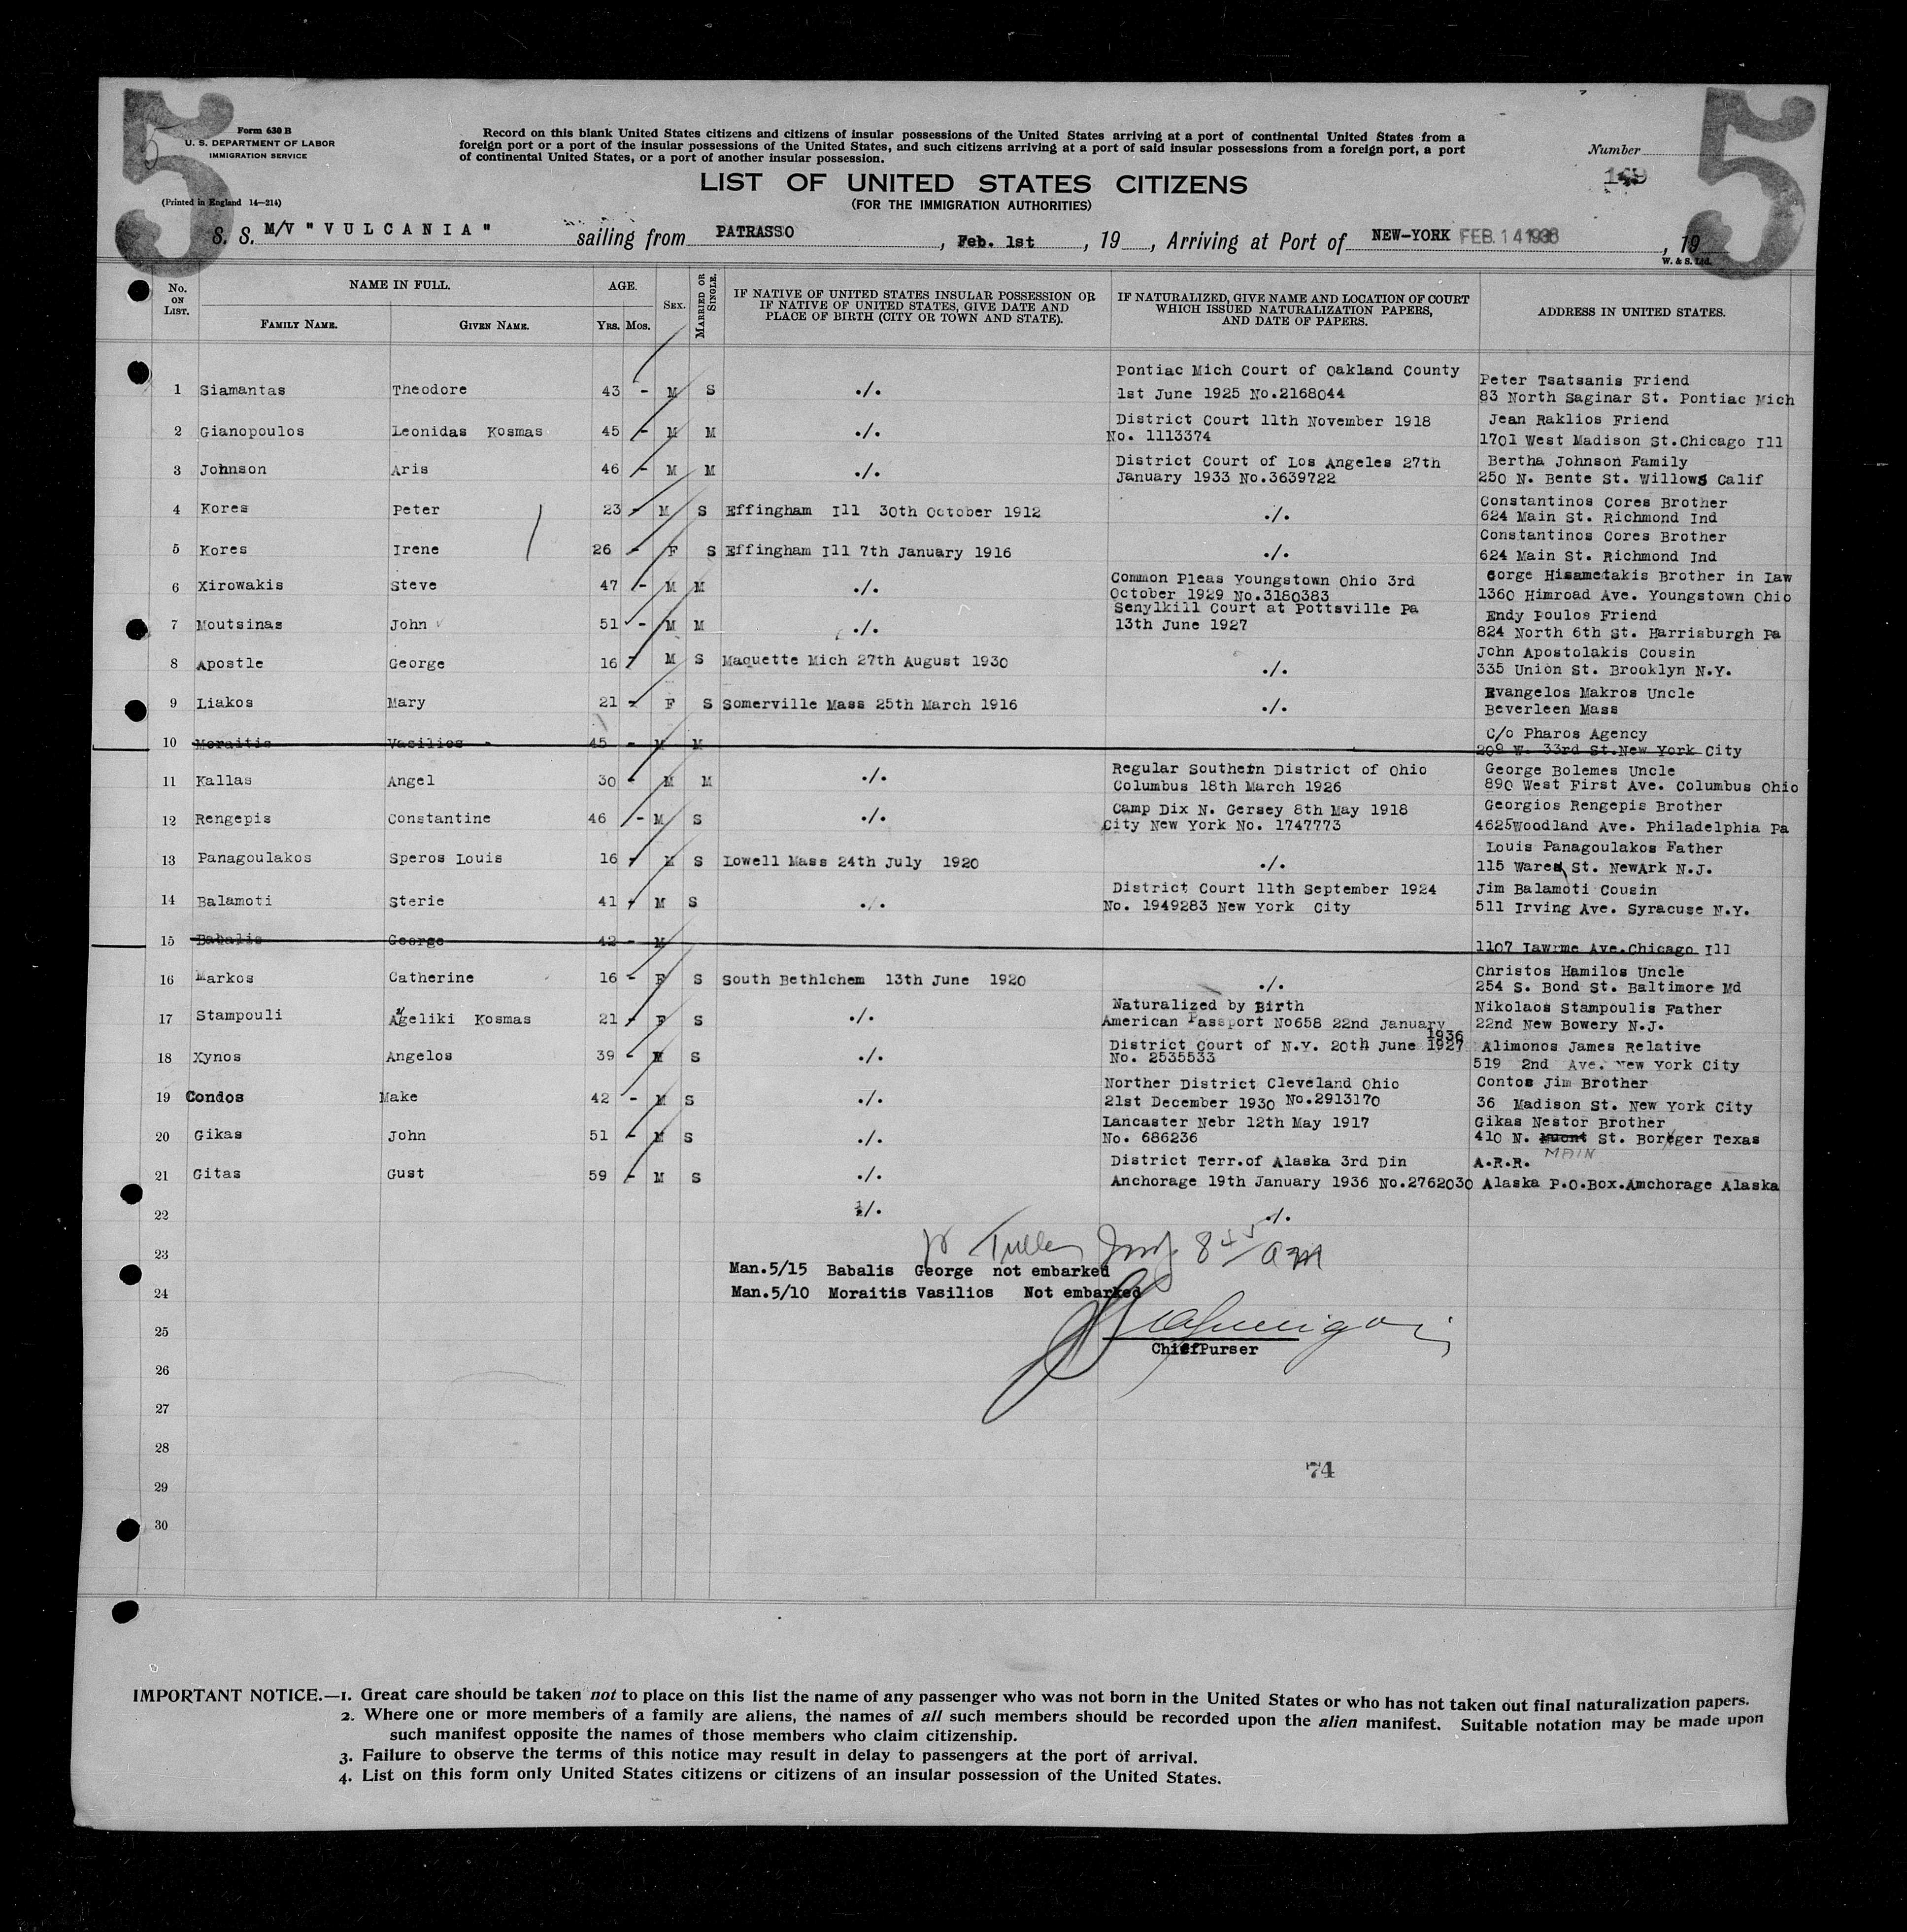 5
5
Form 630 B
U. S. DEPARTMENT OF LABOR
IMMIGRATION SERVICE
(Printed in England 14—214)
Record on this blank United States citizens and citizens of insular possessions of the United States arriving at a port of continental United States from a
foreign port or a port of the insular possessions of the United States, and such citizens arriving at a port of said insular possessions from a foreign port, a port
of continental United States, or a port of another insular possession.
Number
149
LIST OF UNITED STATES CITIZENS
(FOR THE IMMIGRATION AUTHORITIES)
S. S. M/V "VULCANIA" sailing from PATRASSO, Feb. 1st, 19 , Arriving at Port of NEW-YORK FEB. 14 1936, 19
W. & S. Ltd.
No. ON LIST. NAME IN FULL. FAMILY NAME. GIVEN NAME. AGE. YRS. MOS. SEX. MARRIED OR SINGLE. IF NATIVE OF UNITED STATES INSULAR POSSESSION OR IF NATIVE OF UNITED STATES, GIVE DATE AND PLACE OF BIRTH (CITY OR TOWN AND STATE). IF NATURALIZED, GIVE NAME AND LOCATION OF COURT WHICH ISSUED NATURALIZATION PAPERS, AND DATE OF PAPERS. ADDRESS IN UNITED STATES.
1 Siamantas Theodore 43 - M S ./. Pontiac Mich Court of Oakland County 1st June 1925 No.2168044 Peter Tsatsanis Friend 83 North Saginar St. Pontiac Mich
2 Gianopoulos Leonidas Kosmas 45 - M M ./. District Court 11th November 1918 No. 1113374 Jean Raklios Friend 1701 West Madison St.Chicago Ill
3 Johnson Aris 46 - M M ./. District Court of Los Angeles 27th January 1933 No.3639722 Bertha Johnson Family 250 N. Bente St. Willows Calif
4 Kores Peter 23 - M S Effingham Ill 30th October 1912 ./. Constantinos Cores Brother 624 Main St. Richmond Ind
5 Kores Irene 26 - F S Effingham Ill 7th January 1916 ./. Constantinos Cores Brother 624 Main St. Richmond Ind
6 Xirowakis Steve 47 - M M ./. Common Pleas Youngstown Ohio 3rd October 1929 No.3180383 eorge Hisametakis Brother in Law 1360 Himroad Ave. Youngstown Ohio
7 Moutsinas John 51 - M M ./. Senylkill Court at Pottsville Pa 13th June 1927 Endy Poulos Friend 824 North 6th St. Harrisburgh Pa
8 Apostle George 16 - M S Maquette Mich 27th August 1930 ./. John Apostolakis Cousin 335 Union St. Brooklyn N.Y.
9 Liakos Mary 21 - F S Somerville Mass 25th March 1916 ./. Evangelos Makros Uncle Beverleen Mass
10 Moraitis Vasilios - 45 - M M C/o Pharos Agency 209 W. 33rd St.New York City
11 Kallas Angel 30 - M M ./. Regular Southern District of Ohio Columbus 18th March 1926 George Bolemes Uncle 890 West First Ave. Columbus Ohio
12 Rengepis Constantine 46 - M S ./. Camp Dix N. Gersey 8th May 1918 City New York No. 1747773 Georgios Rengepis Brother 4625Woodland Ave. Philadelphia Pa
13 Panagoulakos Speros Louis 16 - M S Lowell Mass 24th July 1920 ./. Louis Panagoulakos Father 115 Wares St. NewArk N.J.
14 Balamoti Sterie 41 - M S ./. District Court 11th September 1924 No. 1949283 New York City Jim Balamoti Cousin 511 Irving Ave. Syracuse N.Y.
15 Babalis George 42 - M 1107 Lawrme Ave.Chicago Ill
16 Markos Catherine 16 - F S South Bethlchem 13th June 1920 ./. Christos Hamilos Uncle 254 S. Bond St. Baltimore Md
17 Stampouli Ageliki Kosmas 21 - F S ./. Naturalized by Birth American Passport No658 22nd January 1936 Nikolaos Stampoulis Father 22nd New Bowery N.J.
18 Xynos Angelos 39 - M S ./. District Court of N.Y. 20th June 1927 No. 2535533 Alimonos James Relative 519 2nd Ave. New York City
19 Condos Make 42 - M S ./. Norther District Cleveland Ohio 21st December 1930 No.2913170 Contos Jim Brother 36 Madison St. New York City
20 Gikas John 51 - M S ./. Lancaster Nebr 12th May 1917 No. 686236 Gikas Nestor Brother 410 N. MAIN St. Borger Texas
21 Gitas Gust 59 - M S ./. District Terr.of Alaska 3rd Din Anchorage 19th January 1936 No.2762030 A.R.R. Alaska P.O.Box.Amchorage Alaska
22 ./. ./.
23
8 45 am
Man.5/15 Babalis George not embarked
24 Man.5/10 Moraitis Vasilios Not embarked
25
Chief Purser
26
27
28
74
29
30
IMPORTANT NOTICE.—1. Great care should be taken not to place on this list the name of any passenger who was not born in the United States or who has not taken out final naturalization papers.
2. Where one or more members of a family are aliens, the names of all such members should be recorded upon the alien manifest. Suitable notation may be made upon
such manifest opposite the names of those members who claim citizenship.
3. Failure to observe the terms of this notice may result in delay to passengers at the port of arrival.
4. List on this form only United States citizens or citizens of an insular possession of the United States.